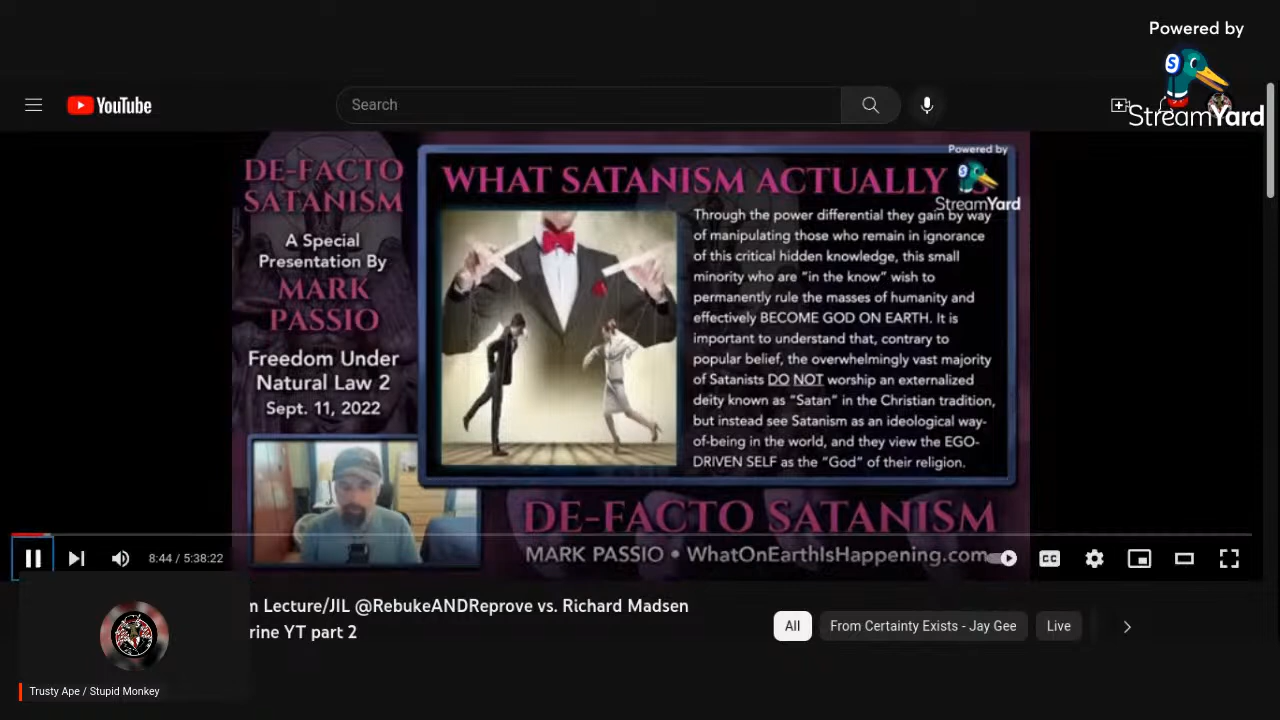 Powered by
StreamYard
YouTube
Search
Powered by
StreamYard
DE-FACTO
SATANISM
A Special
Presentation By
MARK
PASSIO
Freedom Under
Natural Law 2
Sept. 11, 2022
WHAT SATANISM ACTUALLY
Through the power differential they gain by way
of manipulating those who remain in ignorance
of this critical hidden knowledge, this small
minority who are “in the know” wish to
permanently rule the masses of humanity and
effectively BECOME GOD ON EARTH. It is
important to understand that, contrary to
popular belief, the overwhelmingly vast majority
of Satanists DO NOT worship an externalized
deity known as “Satan” in the Christian tradition,
but instead see Satanism as an ideological way-
of-being in the world, and they view the EGO-
DRIVEN SELF as the “God” of their religion.
DE-FACTO SATANISM
MARK PASSIO • WhatOnEarthIsHappening.com
8:44 / 5:38:22
CC
n Lecture/JIL @RebukeANDReprove vs. Richard Madsen
rine YT part 2
All
From Certainty Exists - Jay Gee
Live
Trusty Ape / Stupid Monkey